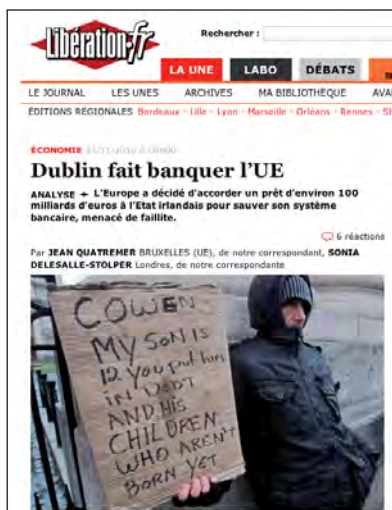 Libération.fr
Rechercher :
LA UNE LABO DÉBATS
LE JOURNAL LES UNES ARCHIVES MA BIBLIOTHÈQUE
ÉDITIONS RÉGIONALES Bordeaux Lille Lyon Marseille Orléans Rennes
ÉCONOMIE
Dublin fait banquer l'UE
ANALYSE → L'Europe a décidé d'accorder un prêt d'environ 100
milliards d'euros à l'Etat irlandais pour sauver son système
bancaire, menacé de faillite.
6 réactions
Par JEAN QUATREMER BRUXELLES (UE), de notre correspondant, SONIA
DELESALLE-STOLPER Londres, de notre correspondante
COWEN
MY SON IS
12 YOU PUT him
IN DEBT
AND HIS
CHILDREN
WHO AREN'T
BORN YET